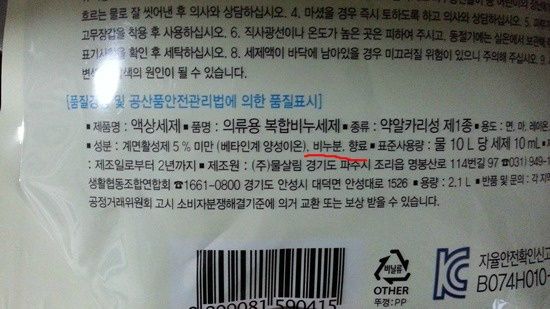 흐르는 물로 잘 씻어낸 후 의사와 상담하십시오. 4. 마셨을 경우 즉시 토하도록 하고 의사와 상담하십시오. 5. 피부
고무장갑을 착용 후 사용하십시오. 6. 직사광선이나 온도가 높은 곳은 피하여 주시고, 동절기에는 실온에서 보관해
표기사항을 확인 후 세탁하십시오. 8. 세제액이 바닥에 남아있을 경우 미끄러질 위험이 있으니 주의해 주십시오. 9.
변색 탈색의 원인이 될 수 있습니다.
[품질경영 및 공산품안전관리법에 의한 품질표시]
▪제품명 : 액상세제 ▪품명 : 의류용 복합비누세제 ▪종류 : 약알카리성 제1종 ▪용도 : 면, 마, 레이온,
▪성분 : 계면활성제 5% 미만 (베타인계 양성이온), 비누분, 향료 ▪표준사용량 : 물 10L 당 세제 10 mL
: 제조일로부터 2년까지 ▪제조원 : (주)물살림 경기도 파주시 조리읍 명봉산로 114번길 97 ☎031) 949-1
생활협동조합연합회 ☎1661-0800 경기도 안성시 대덕면 안성대로 1526 ▪용량 : 2.1 L ▪반품 및 문의 : 각 지
공정거래위원회 고시 소비자분쟁해결기준에 의거 교환 또는 보상 받을 수 있습니다.
비닐류
OTHER
뚜껑:PP
자율안전확인신고
B074H010-
809081 590415